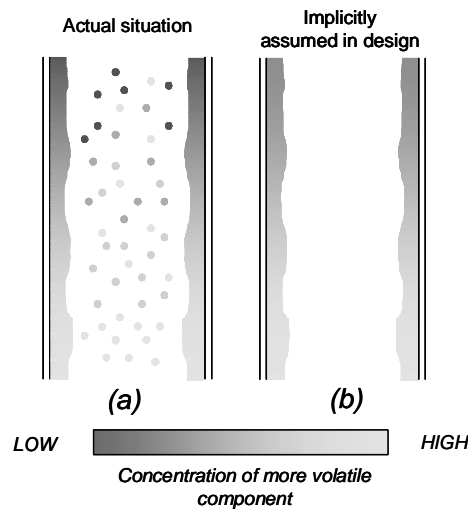 Actual situation
Implicitly
assumed in design
(a)
(b)
LOW
HIGH
Concentration of more volatile
component